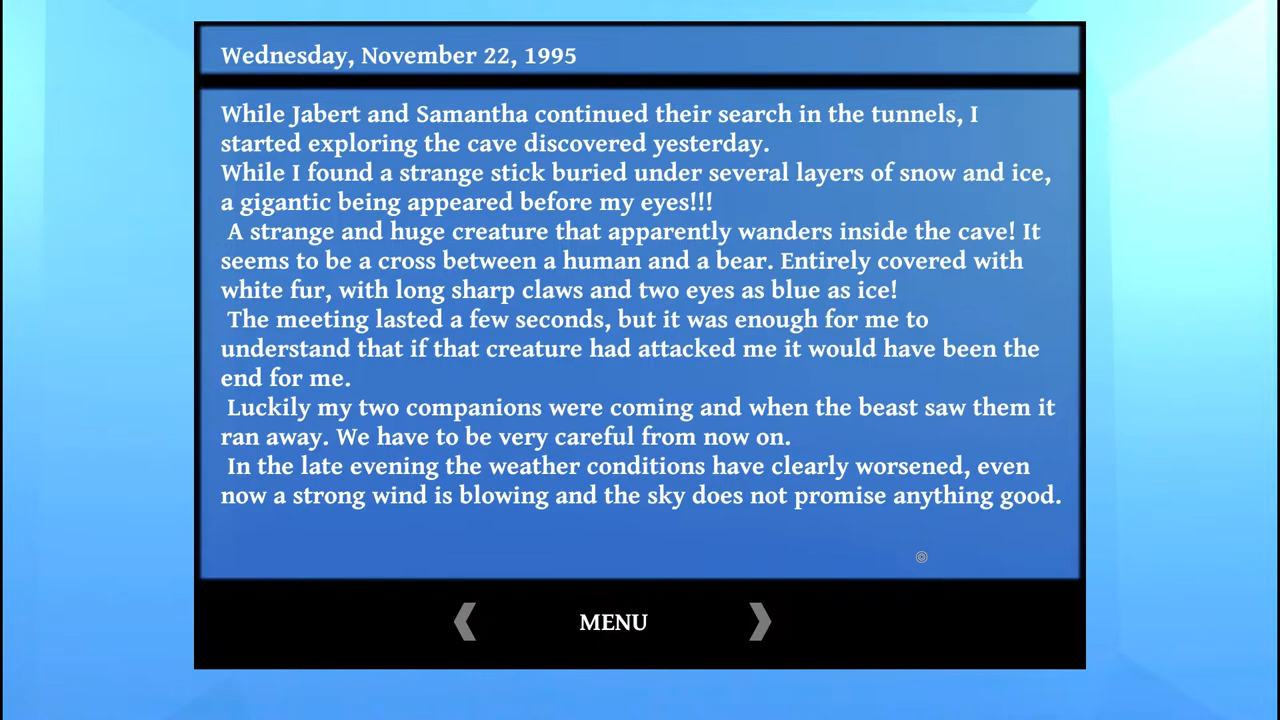 Wednesday, November 22, 1995
While Jabert and Samantha continued their search in the tunnels, I
started exploring the cave discovered yesterday.
While I found a strange stick buried under several layers of snow and ice,
a gigantic being appeared before my eyes!!!
A strange and huge creature that apparently wanders inside the cave! It
seems to be a cross between a human and a bear. Entirely covered with
white fur, with long sharp claws and two eyes as blue as ice!
The meeting lasted a few seconds, but it was enough for me to
understand that if that creature had attacked me it would have been the
end for me.
Luckily my two companions were coming and when the beast saw them it
ran away. We have to be very careful from now on.
In the late evening the weather conditions have clearly worsened, even
now a strong wind is blowing and the sky does not promise anything good.
MENU